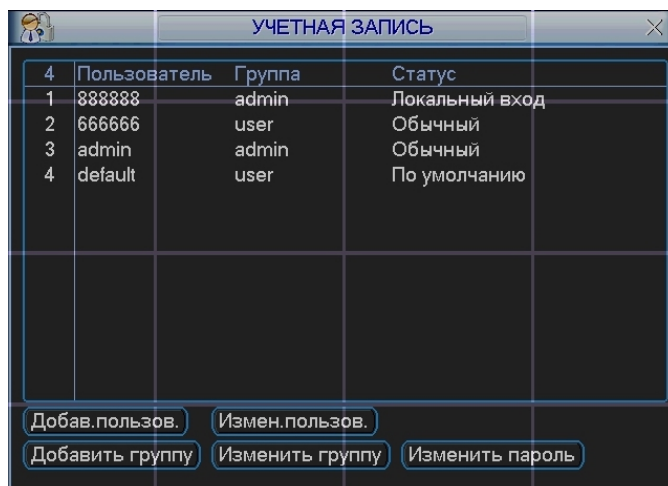 УЧЕТНАЯ ЗАПИСЬ
4 Пользователь Группа Статус
1 888888 admin Локальный вход
2 666666 user Обычный
3 admin admin Обычный
4 default user По умолчанию
Добав.пользов. Измен.пользов.
Добавить группу Изменить группу Изменить пароль